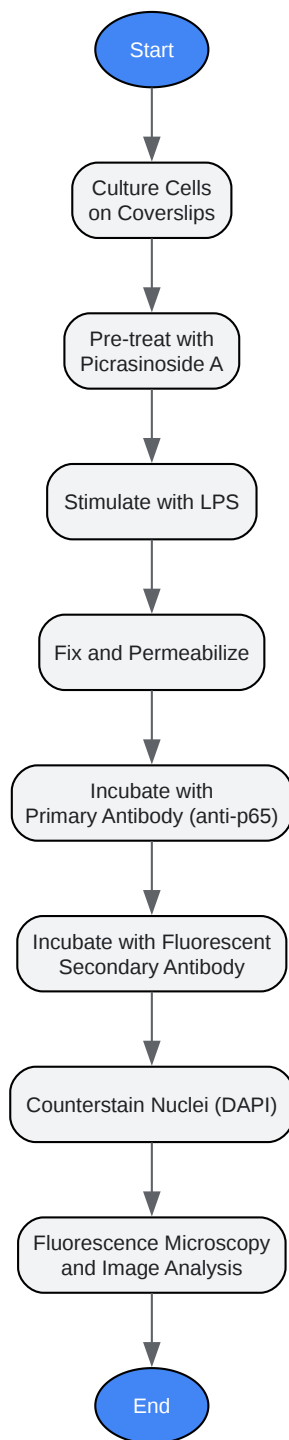 Start
Culture Cells
on Coverslips
Pre-treat with
Picrasinoside A
Stimulate with LPS
Fix and Permeabilize
Incubate with
Primary Antibody (anti-p65)
Incubate with Fluorescent
Secondary Antibody
Counterstain Nuclei (DAPI)
Fluorescence Microscopy
and Image Analysis
End